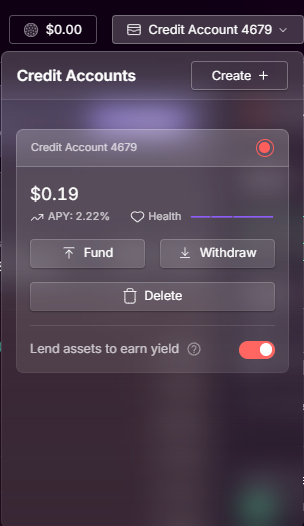 $0.00
Credit Account 4679
Credit Accounts
Create +
Credit Account 4679
$0.19
APY: 2.22%
Health
Fund
Withdraw
Delete
Lend assets to earn yield